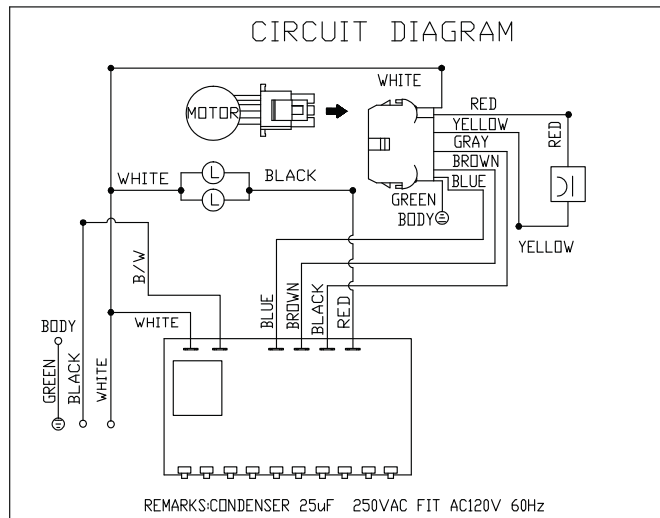 CIRCUIT DIAGRAM
WHITE
MOTOR
RED
YELLOW
GRAY
BROWN
BLUE
RED
WHITE
L
L
BLACK
GREEN
BODY
YELLOW
B/W
WHITE
BLUE
BROWN
BLACK
RED
BODY
GREEN
BLACK
WHITE
REMARKS:CONDENSER 25uF 250VAC FIT AC120V 60Hz